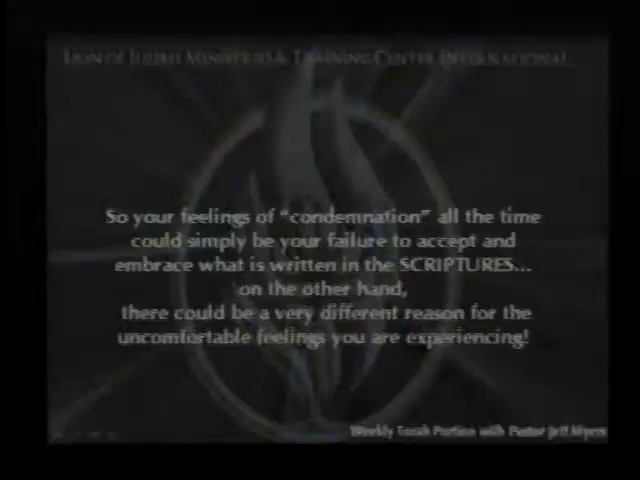 LION OF JUDAH MINISTRIES & TRAINING CENTER INTERNATIONAL
So your feelings of "condemnation" all the time
could simply be your failure to accept and
embrace what is written in the SCRIPTURES...
on the other hand,
there could be a very different reason for the
uncomfortable feelings you are experiencing!
Weekly Torah Portion with Pastor Jeff Myers